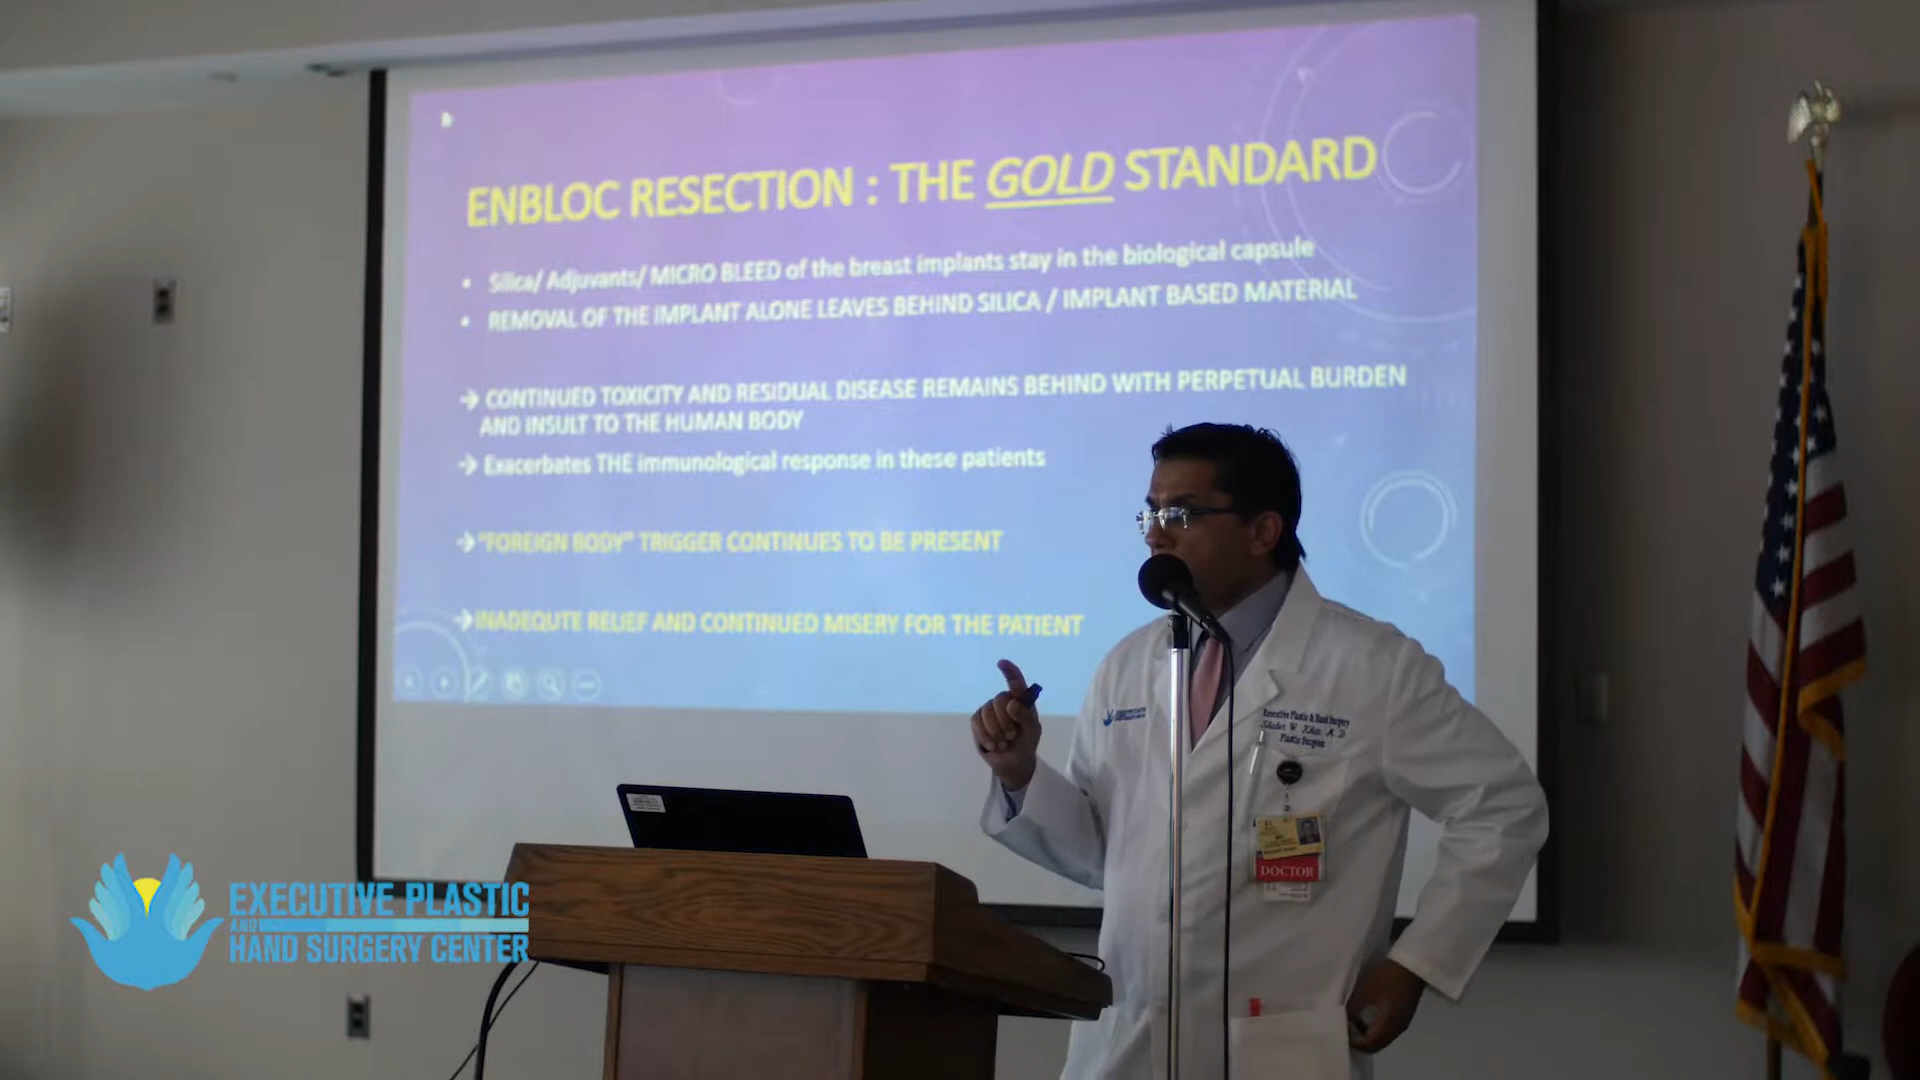 ENBLOC RESECTION : THE GOLD STANDARD
• Silica/ Adjuvants/ MICRO BLEED of the breast implants stay in the biological capsule
• REMOVAL OF THE IMPLANT ALONE LEAVES BEHIND SILICA / IMPLANT BASED MATERIAL
→ CONTINUED TOXICITY AND RESIDUAL DISEASE REMAINS BEHIND WITH PERPETUAL BURDEN
AND INSULT TO THE HUMAN BODY
→ Exacerbates THE immunological response in these patients
→ "FOREIGN BODY" TRIGGER CONTINUES TO BE PRESENT
→ INADEQUTE RELIEF AND CONTINUED MISERY FOR THE PATIENT
Executive Plastic & Hand Surgery
M.D.
Plastic Surgeon
DOCTOR
EXECUTIVE PLASTIC
AND
HAND SURGERY CENTER